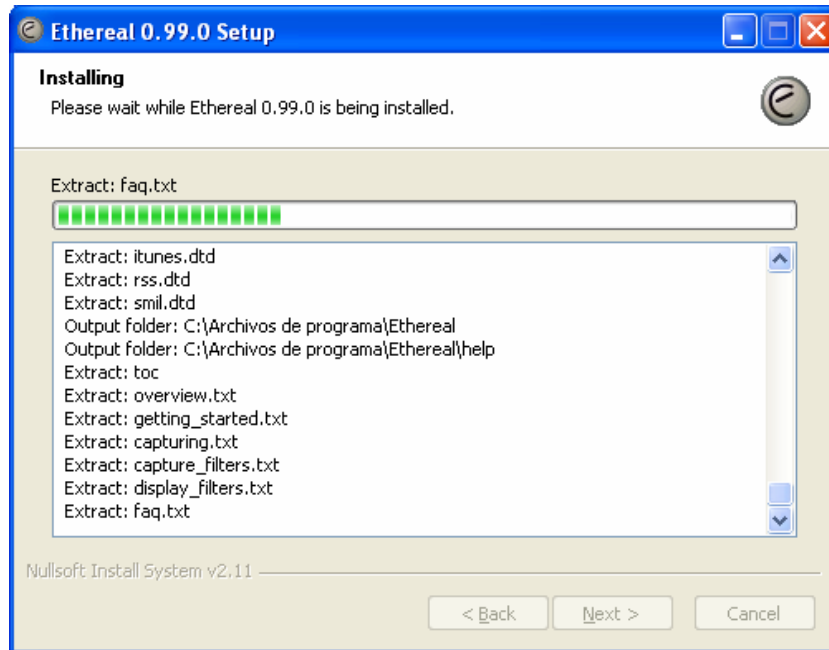 Ethereal 0.99.0 Setup
Installing
Please wait while Ethereal 0.99.0 is being installed.
Extract: faq.txt
Extract: itunes.dtd
Extract: rss.dtd
Extract: smil.dtd
Output folder: C:\Archivos de programa\Ethereal
Output folder: C:\Archivos de programa\Ethereal\help
Extract: toc
Extract: overview.txt
Extract: getting_started.txt
Extract: capturing.txt
Extract: capture_filters.txt
Extract: display_filters.txt
Extract: faq.txt
Nullsoft Install System v2.11
< Back Next > Cancel